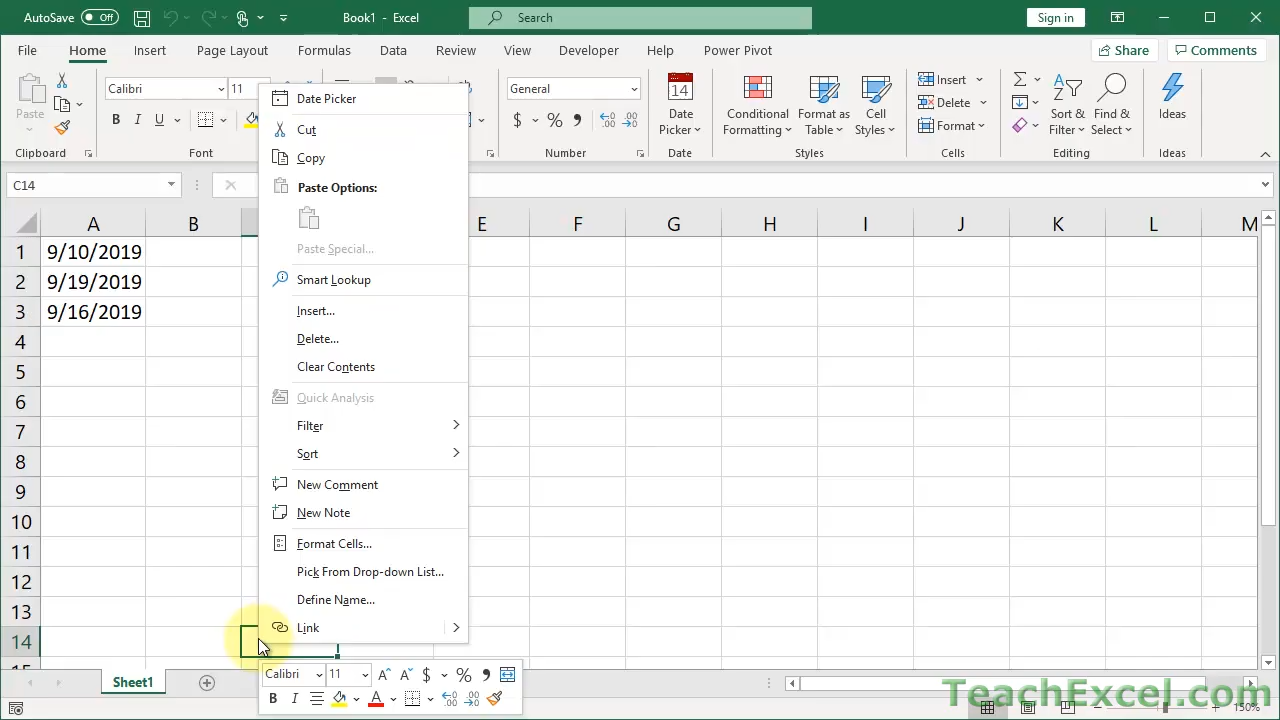 AutoSave Off Book1 - Excel Search Sign in
File Home Insert Page Layout Formulas Data Review View Developer Help Power Pivot Share Comments
Paste
Clipboard
Calibri 11
B I U
Font
General
$ % 9
Number
14
Date
Picker
Date
Conditional
Formatting
Format as
Table
Cell
Styles
Styles
Insert
Delete
Format
Cells
Sort &
Filter
Find &
Select
Editing
Ideas
Ideas
C14
A B E F G H I J K L M
1 9/10/2019
2 9/19/2019
3 9/16/2019
4
5
6
7
8
9
10
11
12
13
14
Date Picker
Cut
Copy
Paste Options:
Paste Special...
Smart Lookup
Insert...
Delete...
Clear Contents
Quick Analysis
Filter
Sort
New Comment
New Note
Format Cells...
Pick From Drop-down List...
Define Name...
Link
Calibri 11 A A $ % 9
B I A
Sheet1
TeachExcel.com
150%